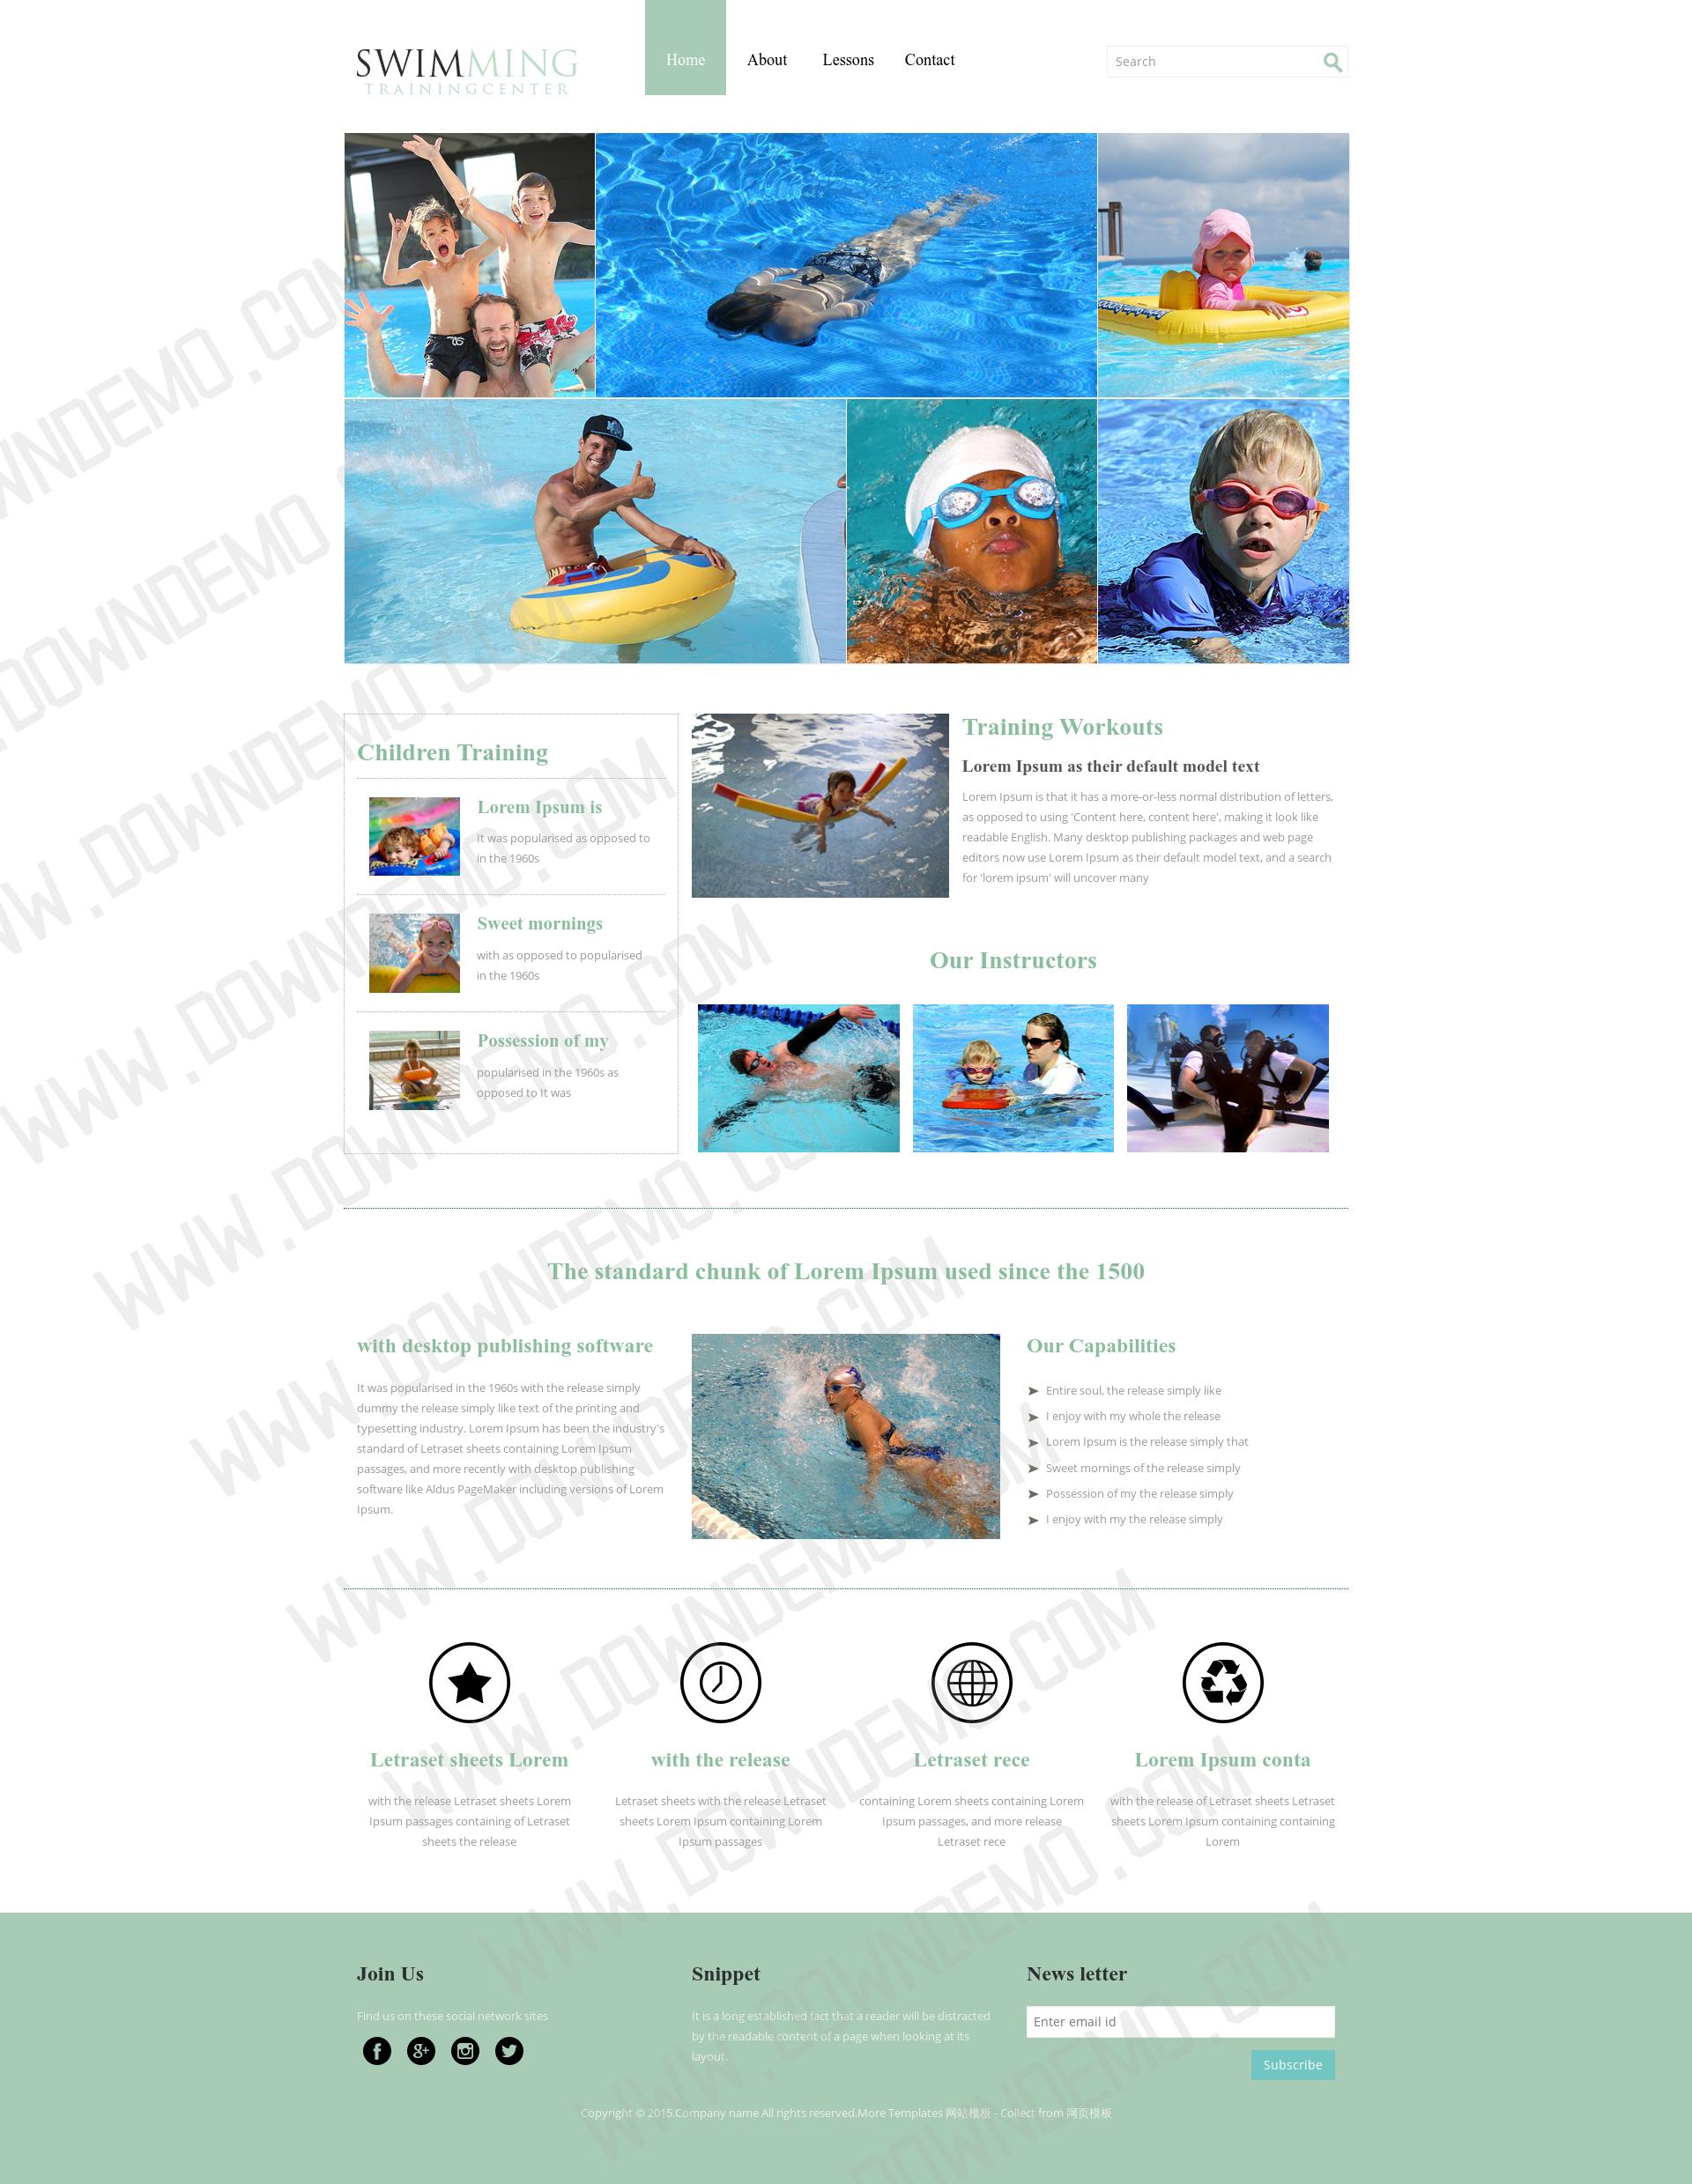 SWIMMING
TRAININGCENTER
Home About Lessons Contact
Search
Children Training
Lorem Ipsum is
It was popularised as opposed to
in the 1960s
Sweet mornings
with as opposed to popularised
in the 1960s
Possession of my
popularised in the 1960s as
opposed to It was
Training Workouts
Lorem Ipsum as their default model text
Lorem Ipsum is that it has a more-or-less normal distribution of letters,
as opposed to using 'Content here, content here', making it look like
readable English. Many desktop publishing packages and web page
editors now use Lorem Ipsum as their default model text, and a search
for 'lorem ipsum' will uncover many
Our Instructors
The standard chunk of Lorem Ipsum used since the 1500
with desktop publishing software
It was popularised in the 1960s with the release simply
dummy the release simply like text of the printing and
typesetting industry. Lorem Ipsum has been the industry's
standard of Letraset sheets containing Lorem Ipsum
passages, and more recently with desktop publishing
software like Aldus PageMaker including versions of Lorem
Ipsum.
Our Capabilities
Entire soul, the release simply like
I enjoy with my whole the release
Lorem Ipsum is the release simply that
Sweet mornings of the release simply
Possession of my the release simply
I enjoy with my the release simply
Letraset sheets Lorem
with the release Letraset sheets Lorem
Ipsum passages containing of Letraset
sheets the release
with the release
Letraset sheets with the release Letraset
sheets Lorem Ipsum containing Lorem
Ipsum passages
Letraset rece
containing Lorem sheets containing Lorem
Ipsum passages, and more release
Letraset rece
Lorem Ipsum conta
with the release of Letraset sheets Letraset
sheets Lorem Ipsum containing containing
Lorem
Join Us
Find us on these social network sites
Snippet
It is a long established fact that a reader will be distracted
by the readable content of a page when looking at its
layout.
News letter
Enter email id
Subscribe
Copyright © 2015.Company name All rights reserved.More Templates 网站模板 - Collect from 网页模板
WWW.DOWNDEMO.COM